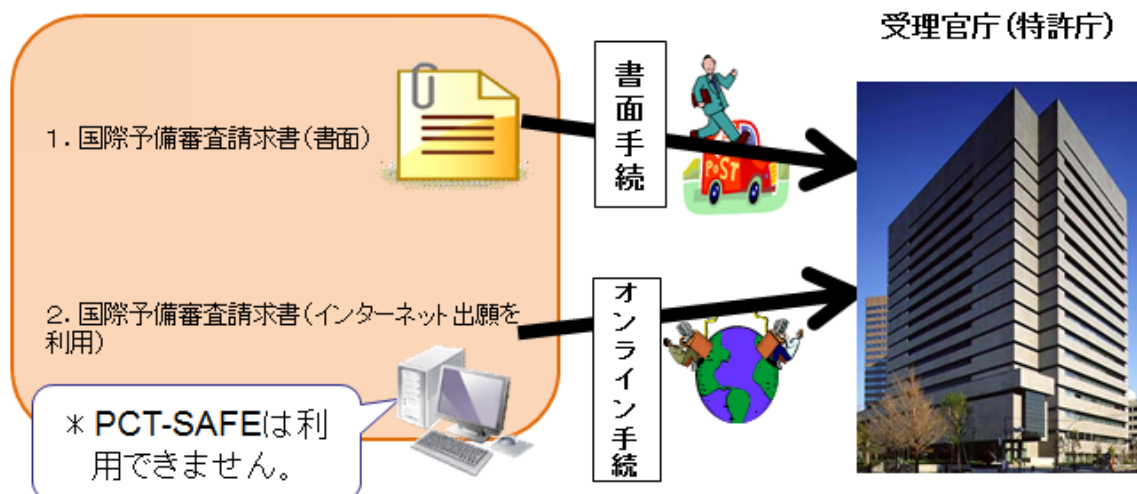 受理官庁(特許庁)
1. 国際予備審査請求書(書面)
書面手続
POST
2. 国際予備審査請求書(インターネット出願を
利用)
オンライン手続
* PCT-SAFEは利
用できません。